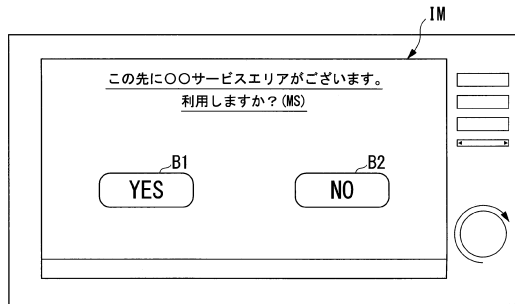 IM
この先に〇〇サービスエリアがございます。
利用しますか？(MS)
B1
B2
YES
NO